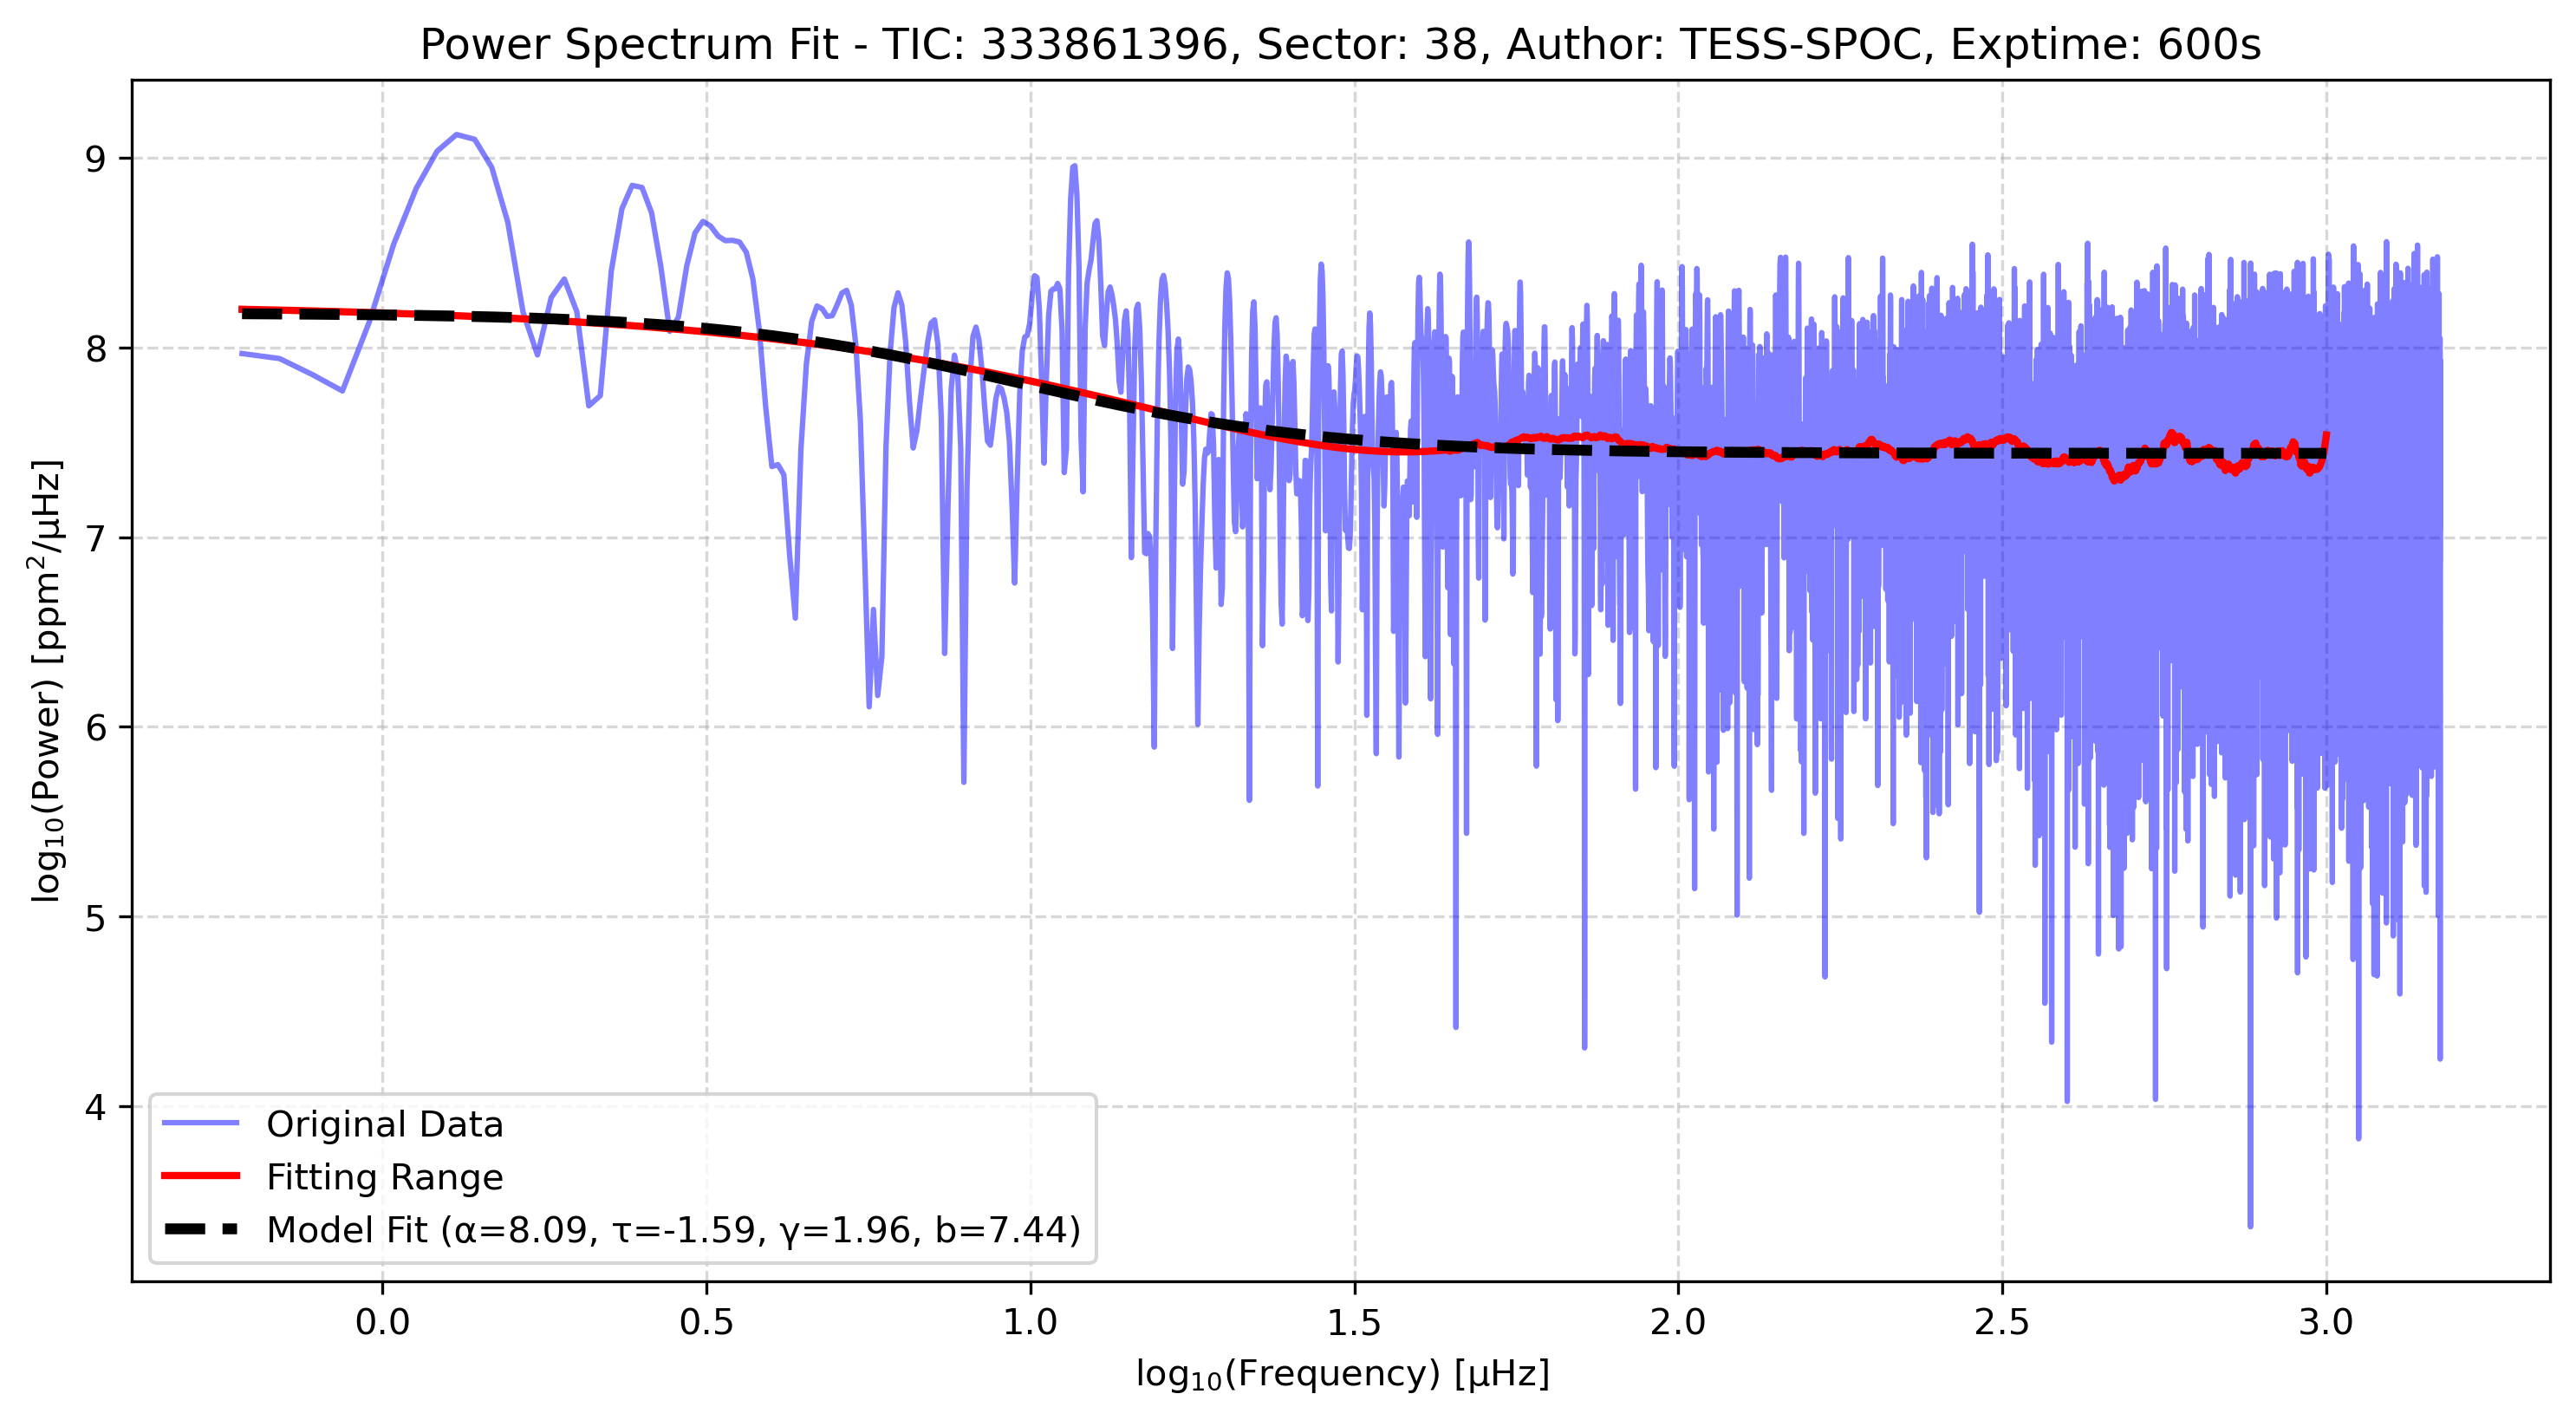 Power Spectrum Fit - TIC: 333861396, Sector: 38, Author: TESS-SPOC, Exptime: 600s
log₁₀(Power) [ppm²/μHz]
9
8
7
6
5
4
Original Data
Fitting Range
Model Fit (α=8.09, τ=-1.59, γ=1.96, b=7.44)
0.0 0.5 1.0 1.5 2.0 2.5 3.0
log₁₀(Frequency) [μHz]